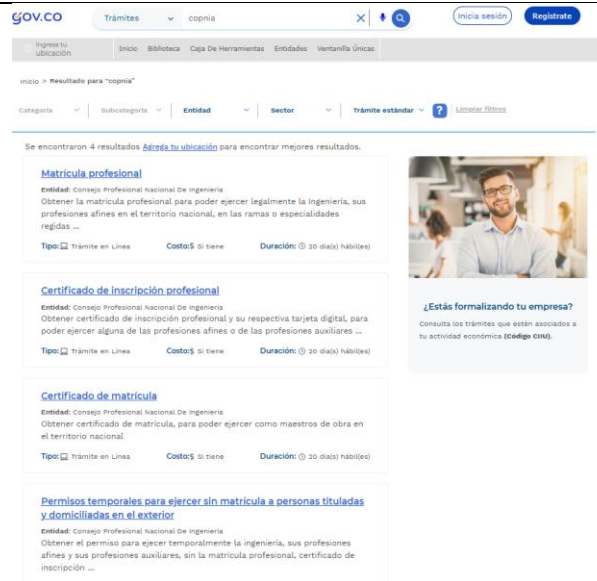 GOV.CO
Trámites
copnia
Inicia sesión
Regístrate
Ingresa tu
ubicación
Inicio Biblioteca Caja De Herramientas Entidades Ventanilla Únicas
Inicio > Resultado para "copnia"
Categoría Subcategoría Entidad Sector Trámite estándar ? Limpiar filtros
Se encontraron 4 resultados Agrega tu ubicación para encontrar mejores resultados.
Matrícula profesional
Entidad: Consejo Profesional Nacional De Ingenieria
Obtener la matrícula profesional para poder ejercer legalmente la Ingeniería, sus
profesiones afines en el territorio nacional, en las ramas o especialidades
regidas ...
Tipo: Trámite en Línea Costo:$ Si tiene Duración: 20 día(s) hábil(es)
Certificado de inscripción profesional
Entidad: Consejo Profesional Nacional De Ingenieria
Obtener certificado de inscripción profesional y su respectiva tarjeta digital, para
poder ejercer alguna de las profesiones afines o de las profesiones auxiliares ...
Tipo: Trámite en Línea Costo:$ Si tiene Duración: 20 día(s) hábil(es)
Certificado de matrícula
Entidad: Consejo Profesional Nacional De Ingenieria
Obtener certificado de matrícula, para poder ejercer como maestros de obra en
el territorio nacional
Tipo: Trámite en Línea Costo:$ Si tiene Duración: 20 día(s) hábil(es)
Permisos temporales para ejercer sin matrícula a personas tituladas
y domiciliadas en el exterior
Entidad: Consejo Profesional Nacional De Ingenieria
Obtener el permiso para ejecer temporalmente la ingeniería, sus profesiones
afines y sus profesiones auxiliares, sin la matrícula profesional, certificado de
inscripción ...
¿Estás formalizando tu empresa?
Consulta los trámites que estén asociados a
tu actividad económica (Código CIIU).